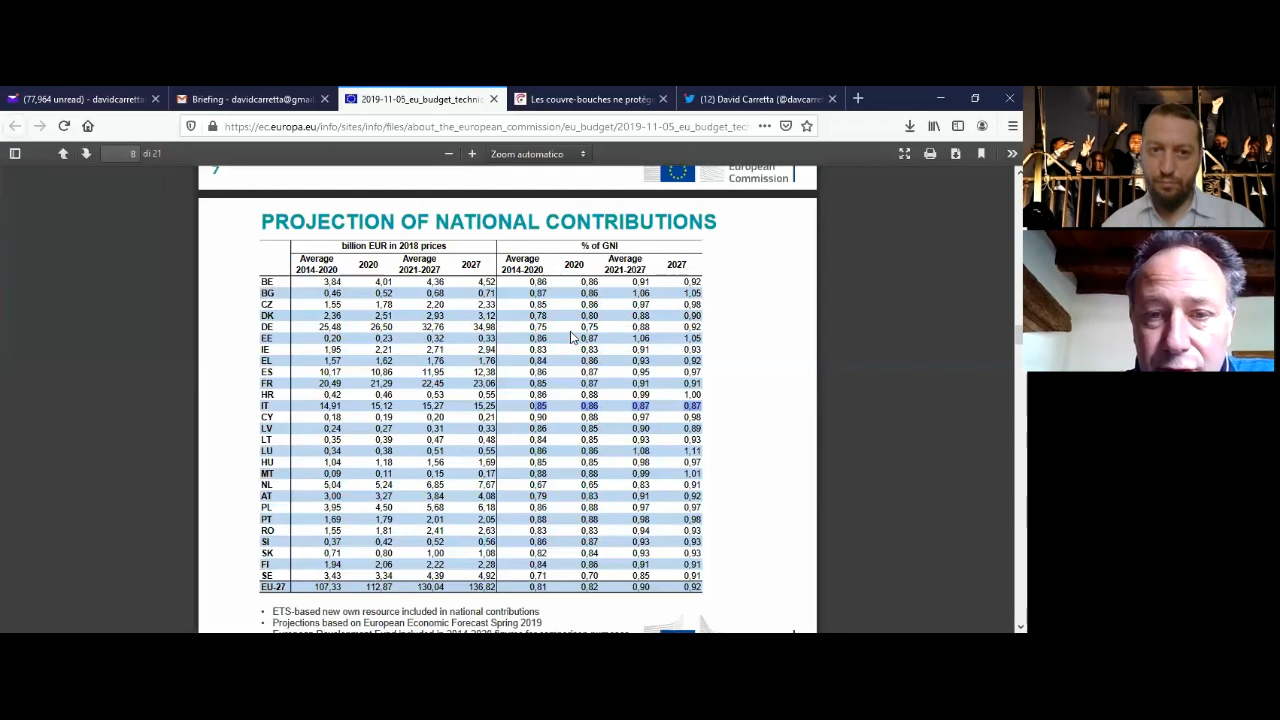 (77,964 unread) - davidcarretta
Briefing - davidcarretta@gmail.
2019-11-05_eu_budget_technic
Les couvre-bouches ne protège
(12) David Carretta (@davcarret
https://ec.europa.eu/info/sites/info/files/about_the_european_commission/eu_budget/2019-11-05_eu_budget_tec
8 di 21
Zoom automatico
7
European
Commission
PROJECTION OF NATIONAL CONTRIBUTIONS
billion EUR in 2018 prices % of GNI
Average 2020 Average 2027 Average 2020 Average 2027
2014-2020 2021-2027 2014-2020 2021-2027
BE 3,84 4,01 4,36 4,52 0,86 0,86 0,91 0,92
BG 0,46 0,52 0,68 0,71 0,87 0,86 1,06 1,05
CZ 1,55 1,78 2,20 2,33 0,85 0,86 0,97 0,98
DK 2,36 2,51 2,93 3,12 0,78 0,80 0,88 0,90
DE 25,48 26,50 32,76 34,98 0,75 0,75 0,88 0,92
EE 0,20 0,23 0,32 0,33 0,86 0,87 1,06 1,05
IE 1,95 2,21 2,71 2,94 0,83 0,83 0,91 0,93
EL 1,57 1,62 1,76 1,76 0,84 0,86 0,93 0,92
ES 10,17 10,86 11,95 12,38 0,86 0,87 0,95 0,97
FR 20,49 21,29 22,45 23,06 0,85 0,87 0,91 0,91
HR 0,42 0,46 0,53 0,55 0,86 0,88 0,99 1,00
IT 14,91 15,12 15,27 15,25 0,85 0,86 0,87 0,87
CY 0,18 0,19 0,20 0,21 0,90 0,88 0,97 0,98
LV 0,24 0,27 0,31 0,33 0,86 0,85 0,90 0,89
LT 0,35 0,39 0,47 0,48 0,84 0,86 0,93 0,93
LU 0,34 0,38 0,51 0,55 0,86 0,86 1,08 1,11
HU 1,04 1,18 1,56 1,69 0,85 0,85 0,98 0,97
MT 0,09 0,11 0,15 0,17 0,88 0,88 0,99 1,01
NL 5,04 5,24 6,85 7,67 0,67 0,65 0,83 0,91
AT 3,00 3,27 3,84 4,08 0,79 0,83 0,91 0,92
PL 3,95 4,50 5,68 6,18 0,86 0,88 0,97 0,97
PT 1,69 1,79 2,01 2,05 0,88 0,88 0,98 0,98
RO 1,55 1,81 2,41 2,63 0,83 0,83 0,94 0,93
SI 0,37 0,42 0,52 0,56 0,86 0,87 0,93 0,93
SK 0,71 0,80 1,00 1,08 0,82 0,84 0,93 0,93
FI 1,94 2,06 2,22 2,28 0,84 0,86 0,91 0,91
SE 3,43 3,34 4,39 4,92 0,71 0,70 0,85 0,91
EU-27 107,33 112,87 130,04 136,82 0,81 0,82 0,90 0,92
• ETS-based new own resource included in national contributions
• Projections based on European Economic Forecast Spring 2019